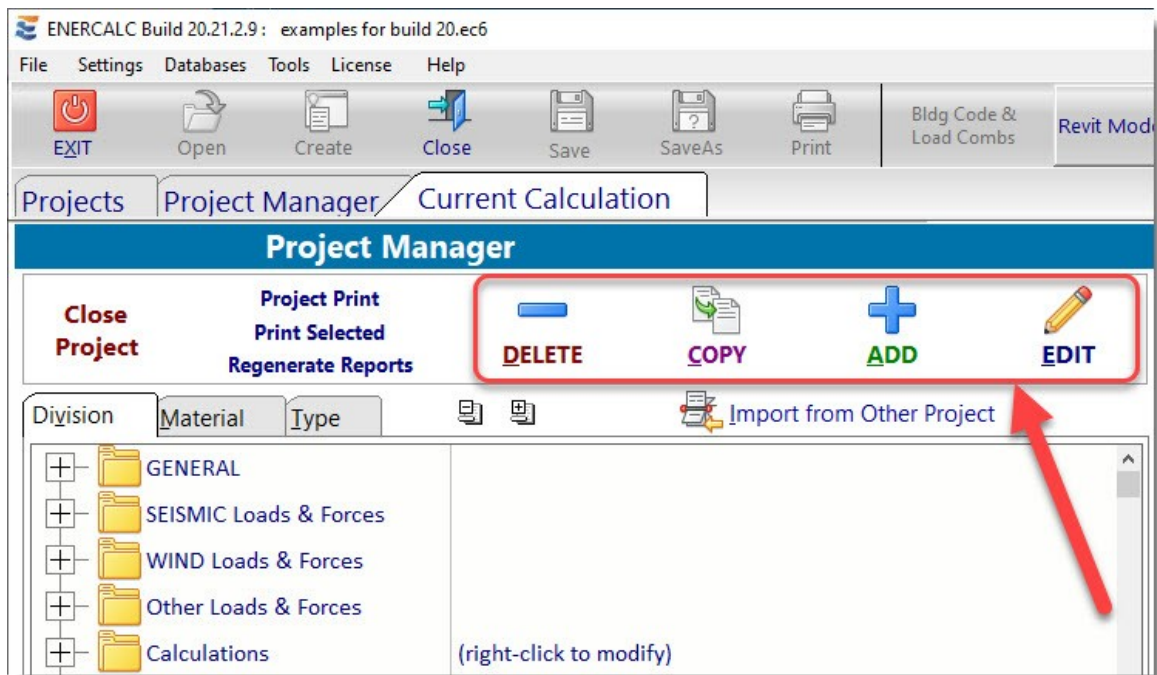 ENERCALC Build 20.21.2.9 : examples for build 20.ec6
File Settings Databases Tools License Help
EXIT Open Create Close Save SaveAs Print Bldg Code & Load Combs Revit Mod
Projects Project Manager Current Calculation
Project Manager
Close Project
Project Print
Print Selected
Regenerate Reports
DELETE COPY ADD EDIT
Division Material Type Import from Other Project
GENERAL
SEISMIC Loads & Forces
WIND Loads & Forces
Other Loads & Forces
Calculations (right-click to modify)